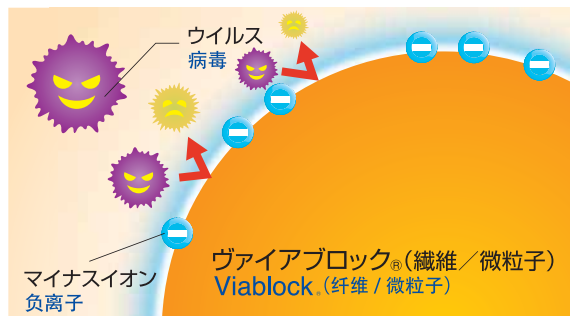 ウイルス
病毒
マイナスイオン
负离子
ヴァイアブロック®(繊維／微粒子)
Viablock®(纤维 / 微粒子)